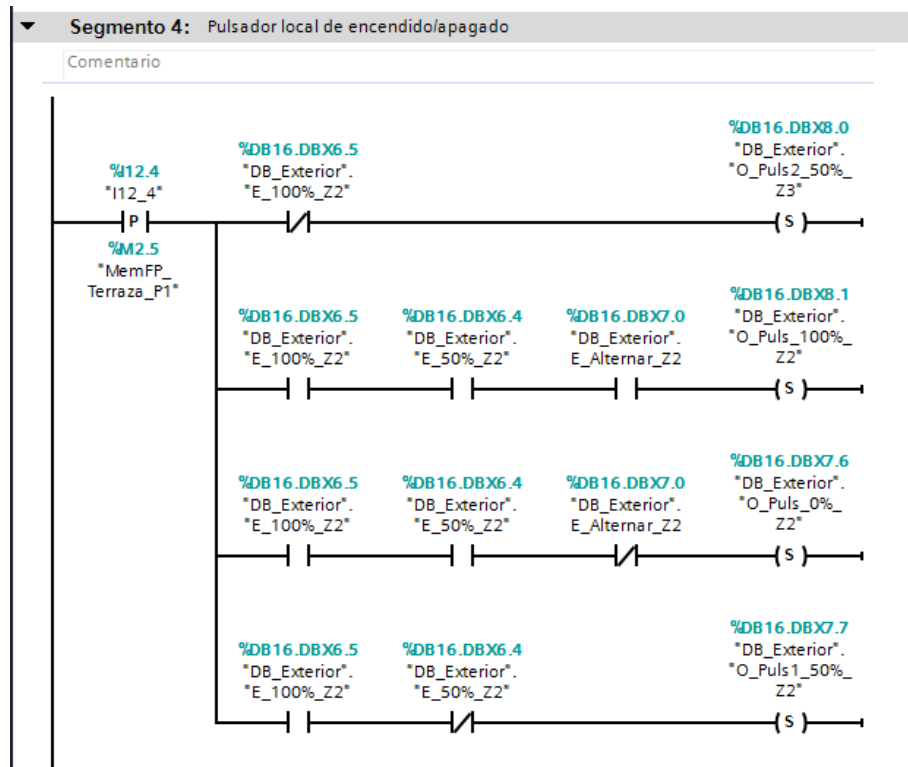 Segmento 4: Pulsador local de encendido/apagado
Comentario
%I12.4
"I12_4"
P
%M2.5
"MemFP_
Terraza_P1"
%DB16.DBX6.5
"DB_Exterior".
"E_100%_Z2"
%DB16.DBX8.0
"DB_Exterior".
"O_Puls2_50%_
Z3"
S
%DB16.DBX6.5
"DB_Exterior".
"E_100%_Z2"
%DB16.DBX6.4
"DB_Exterior".
"E_50%_Z2"
%DB16.DBX7.0
"DB_Exterior".
E_Alternar_Z2
%DB16.DBX8.1
"DB_Exterior".
"O_Puls_100%_
Z2"
S
%DB16.DBX6.5
"DB_Exterior".
"E_100%_Z2"
%DB16.DBX6.4
"DB_Exterior".
"E_50%_Z2"
%DB16.DBX7.0
"DB_Exterior".
E_Alternar_Z2
%DB16.DBX7.6
"DB_Exterior".
"O_Puls_0%_
Z2"
S
%DB16.DBX6.5
"DB_Exterior".
"E_100%_Z2"
%DB16.DBX6.4
"DB_Exterior".
"E_50%_Z2"
%DB16.DBX7.7
"DB_Exterior".
"O_Puls1_50%_
Z2"
S